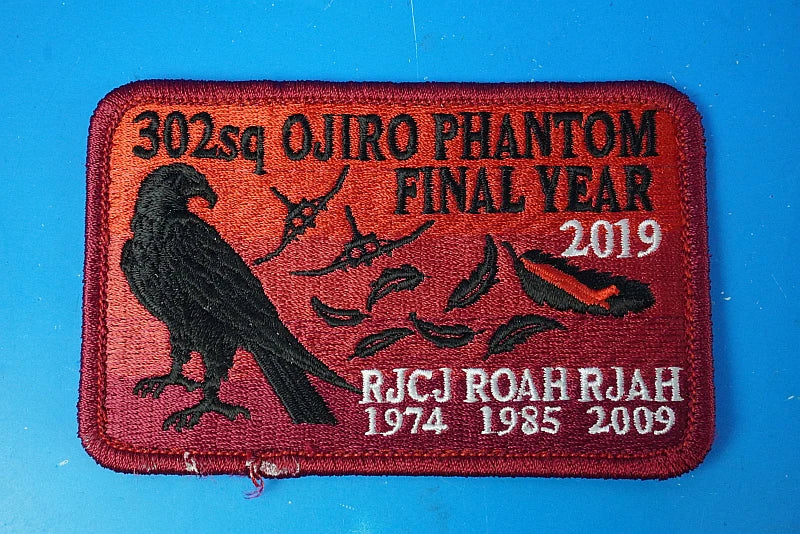 302sq OJIRO PHANTOM
FINAL YEAR
2019
RJCJ ROAH RJAH
1974 1985 2009